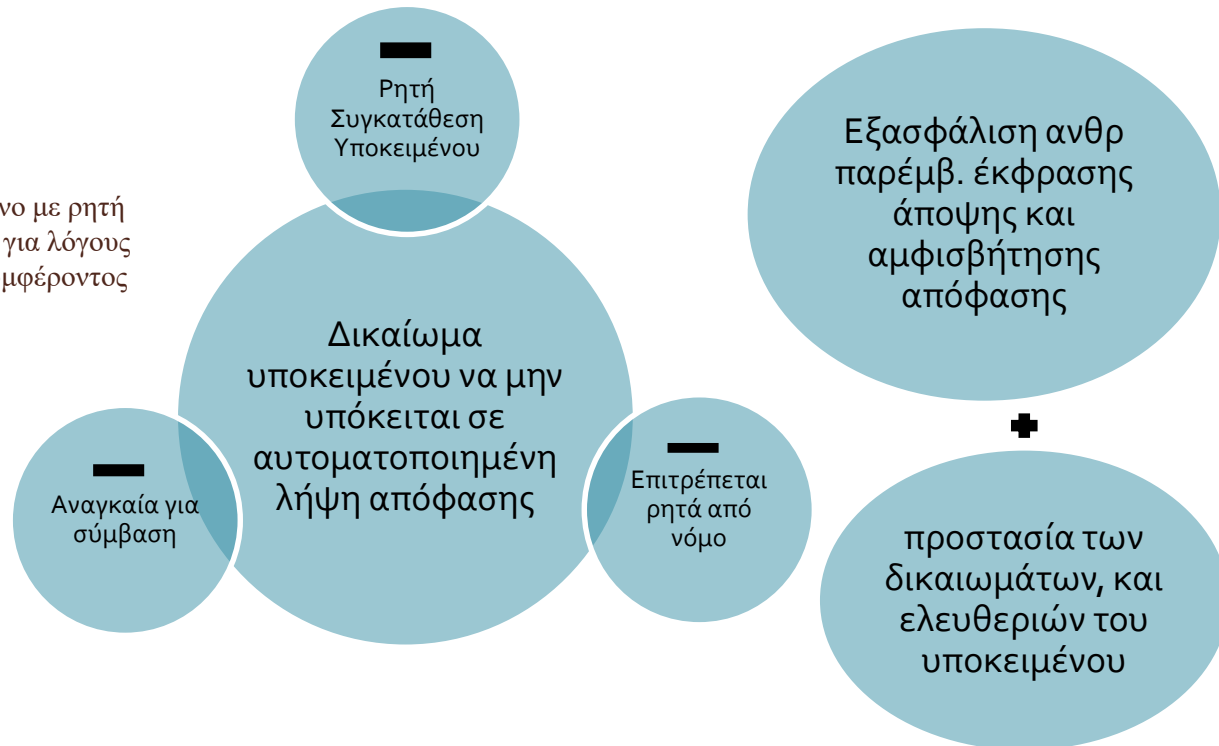 Ρητή
Συγκατάθεση
Υποκειμένου
με ρητή
για λόγους
Δικαίωμα
υποκειμένου να μην
υπόκειται σε
αυτοματοποιημένη
λήψη απόφασης
Αναγκαία για
σύμβαση
Επιτρέπεται
ρητά από
νόμο
Εξασφάλιση ανθρ
παρέμβ. έκφρασης
άποψης και
αμφισβήτησης
απόφασης
προστασία των
δικαιωμάτων, και
ελευθεριών του
υποκειμένου